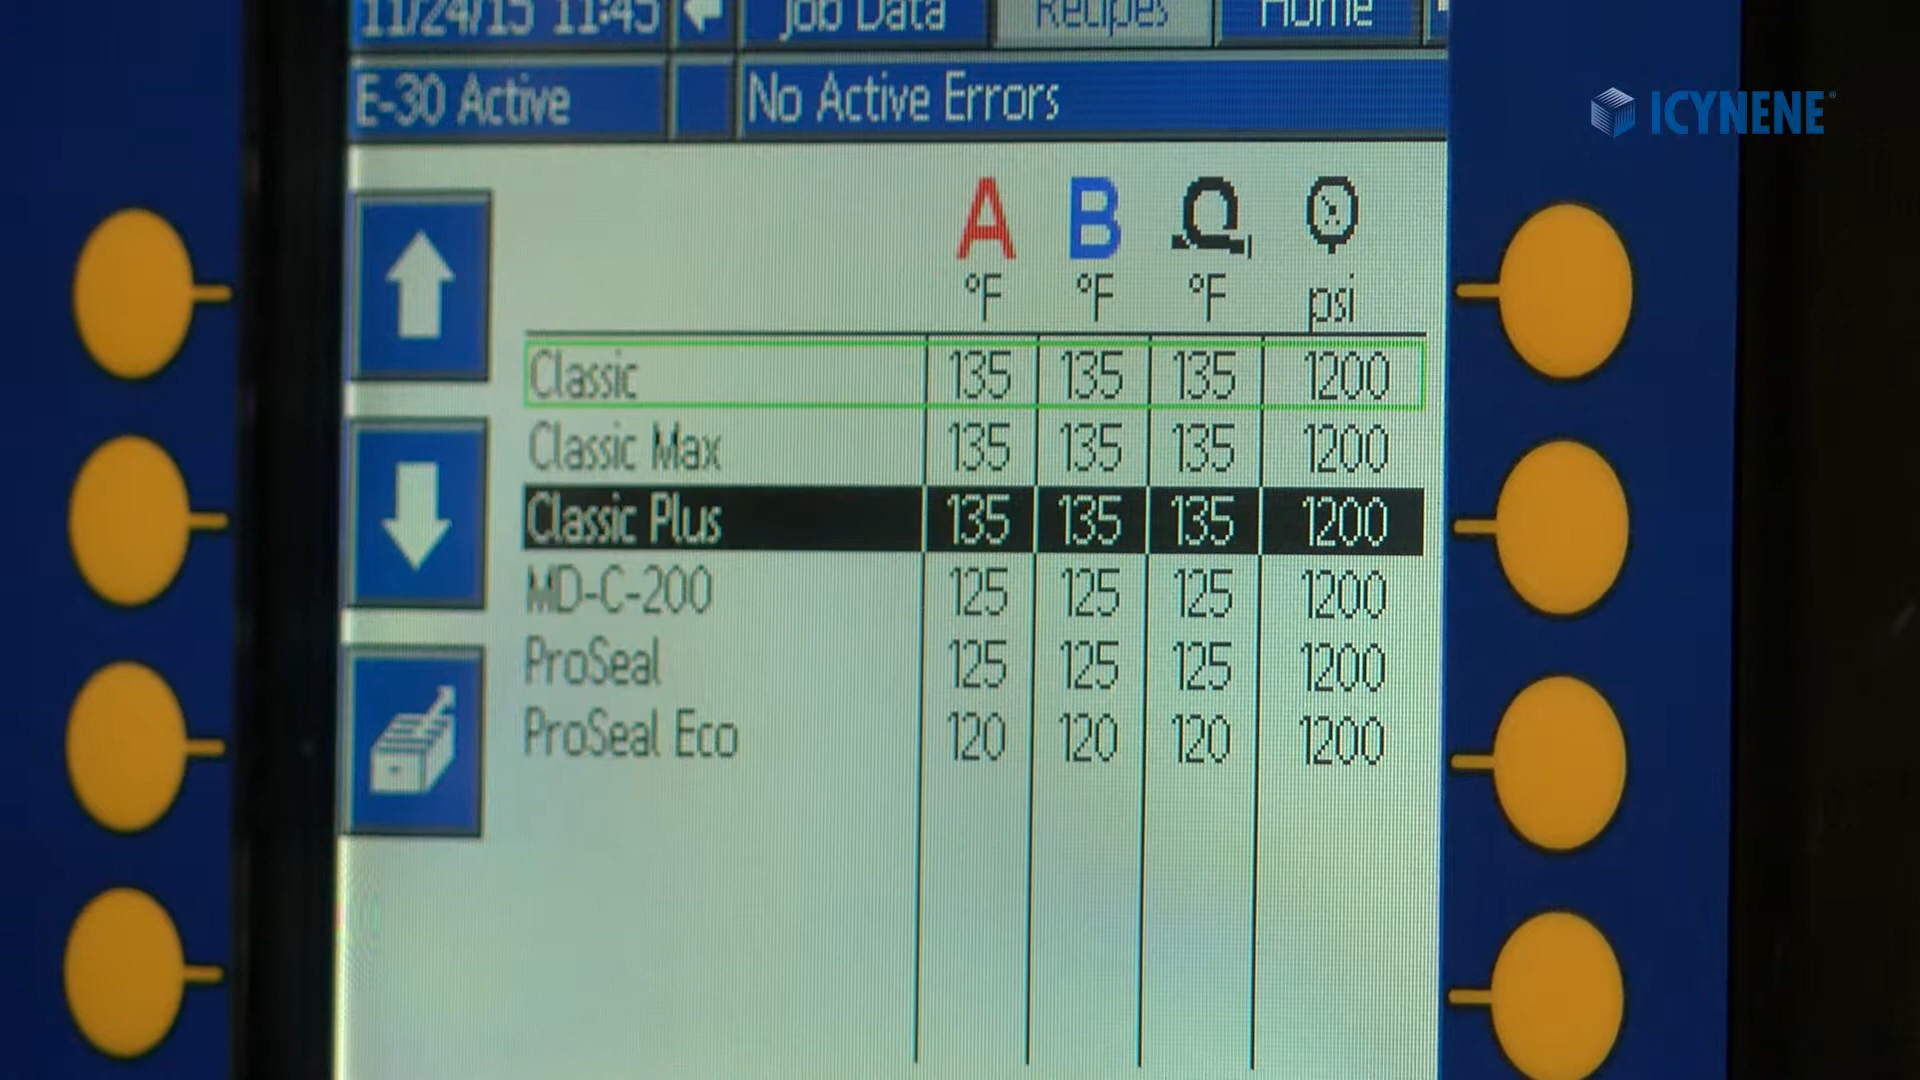 11/24/15 11:45 Job Data Recipes Home
E-30 Active No Active Errors
ICYNENE
A B
°F °F °F psi
Classic 135 135 135 1200
Classic Max 135 135 135 1200
Classic Plus 135 135 135 1200
MD-C-200 125 125 125 1200
ProSeal 125 125 125 1200
ProSeal Eco 120 120 120 1200